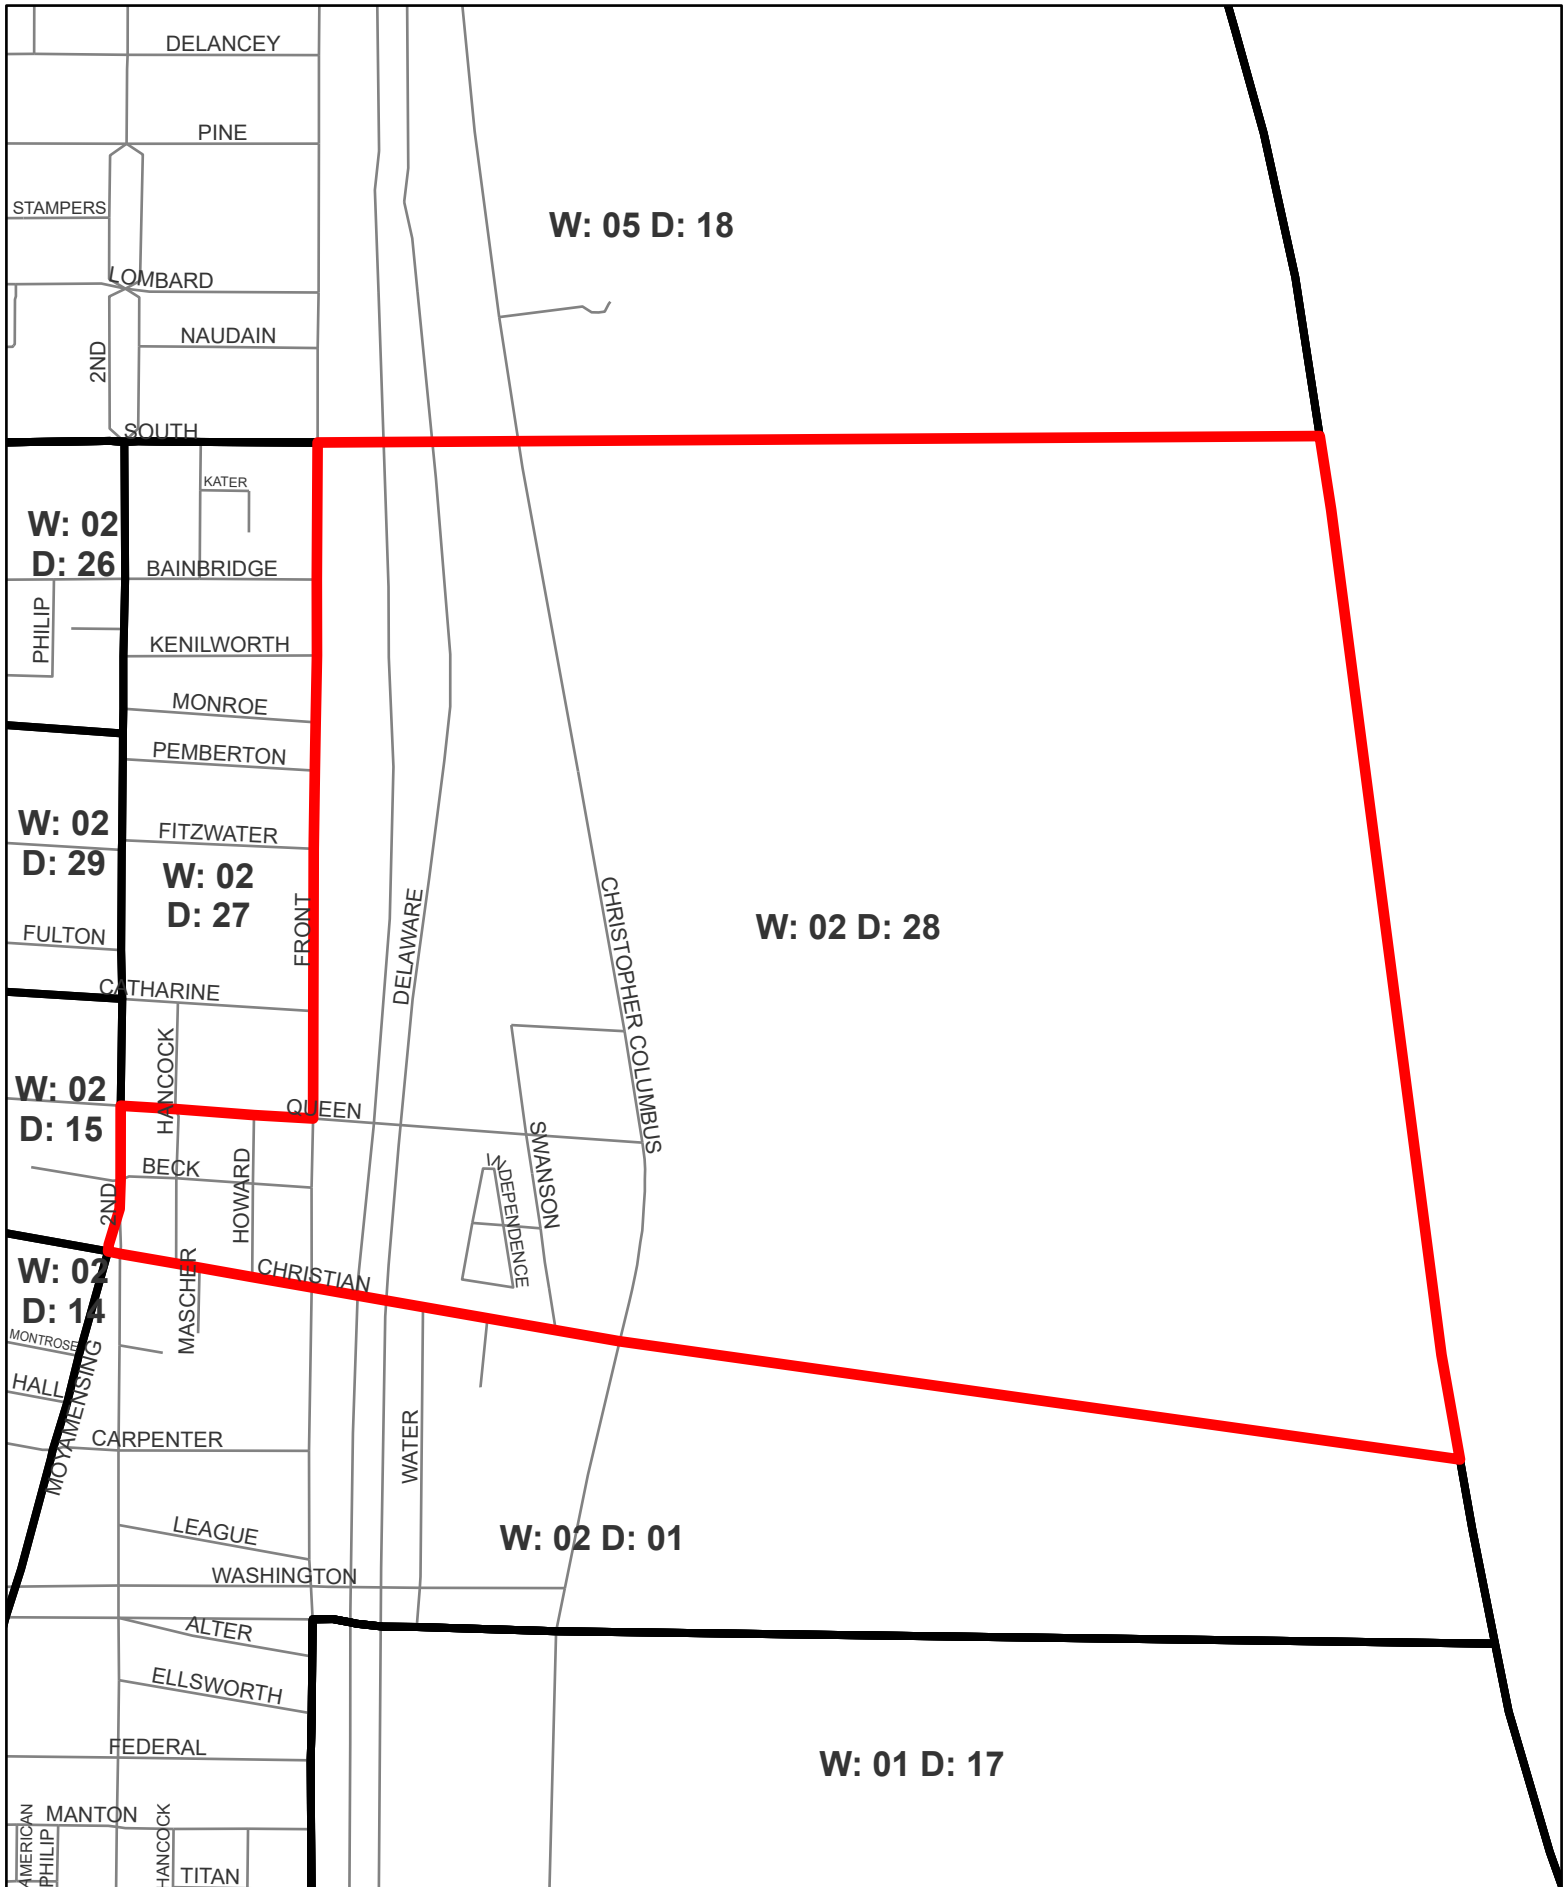 DELANCEY
PINE
STAMPERS
W: 05 D: 18
LOMBARD
NAUDAIN
2ND
SOUTH
KATER
W: 02
D: 26
BAINBRIDGE
PHILIP
KENILWORTH
MONROE
PEMBERTON
W: 02
D: 29
FITZWATER
W: 02
D: 27
FRONT
DELAWARE
CHRISTOPHER COLUMBUS
W: 02 D: 28
FULTON
CATHARINE
HANCOCK
W: 02
D: 15
QUEEN
SWANSON
INDEPENDENCE
BECK
HOWARD
2ND
MASCHER
CHRISTIAN
W: 02
D: 14
MONTROSE
HALL
MOYAMENSING
CARPENTER
WATER
LEAGUE
W: 02 D: 01
WASHINGTON
ALTER
ELLSWORTH
FEDERAL
W: 01 D: 17
MANTON
AMERICAN
PHILIP
HANCOCK
TITAN